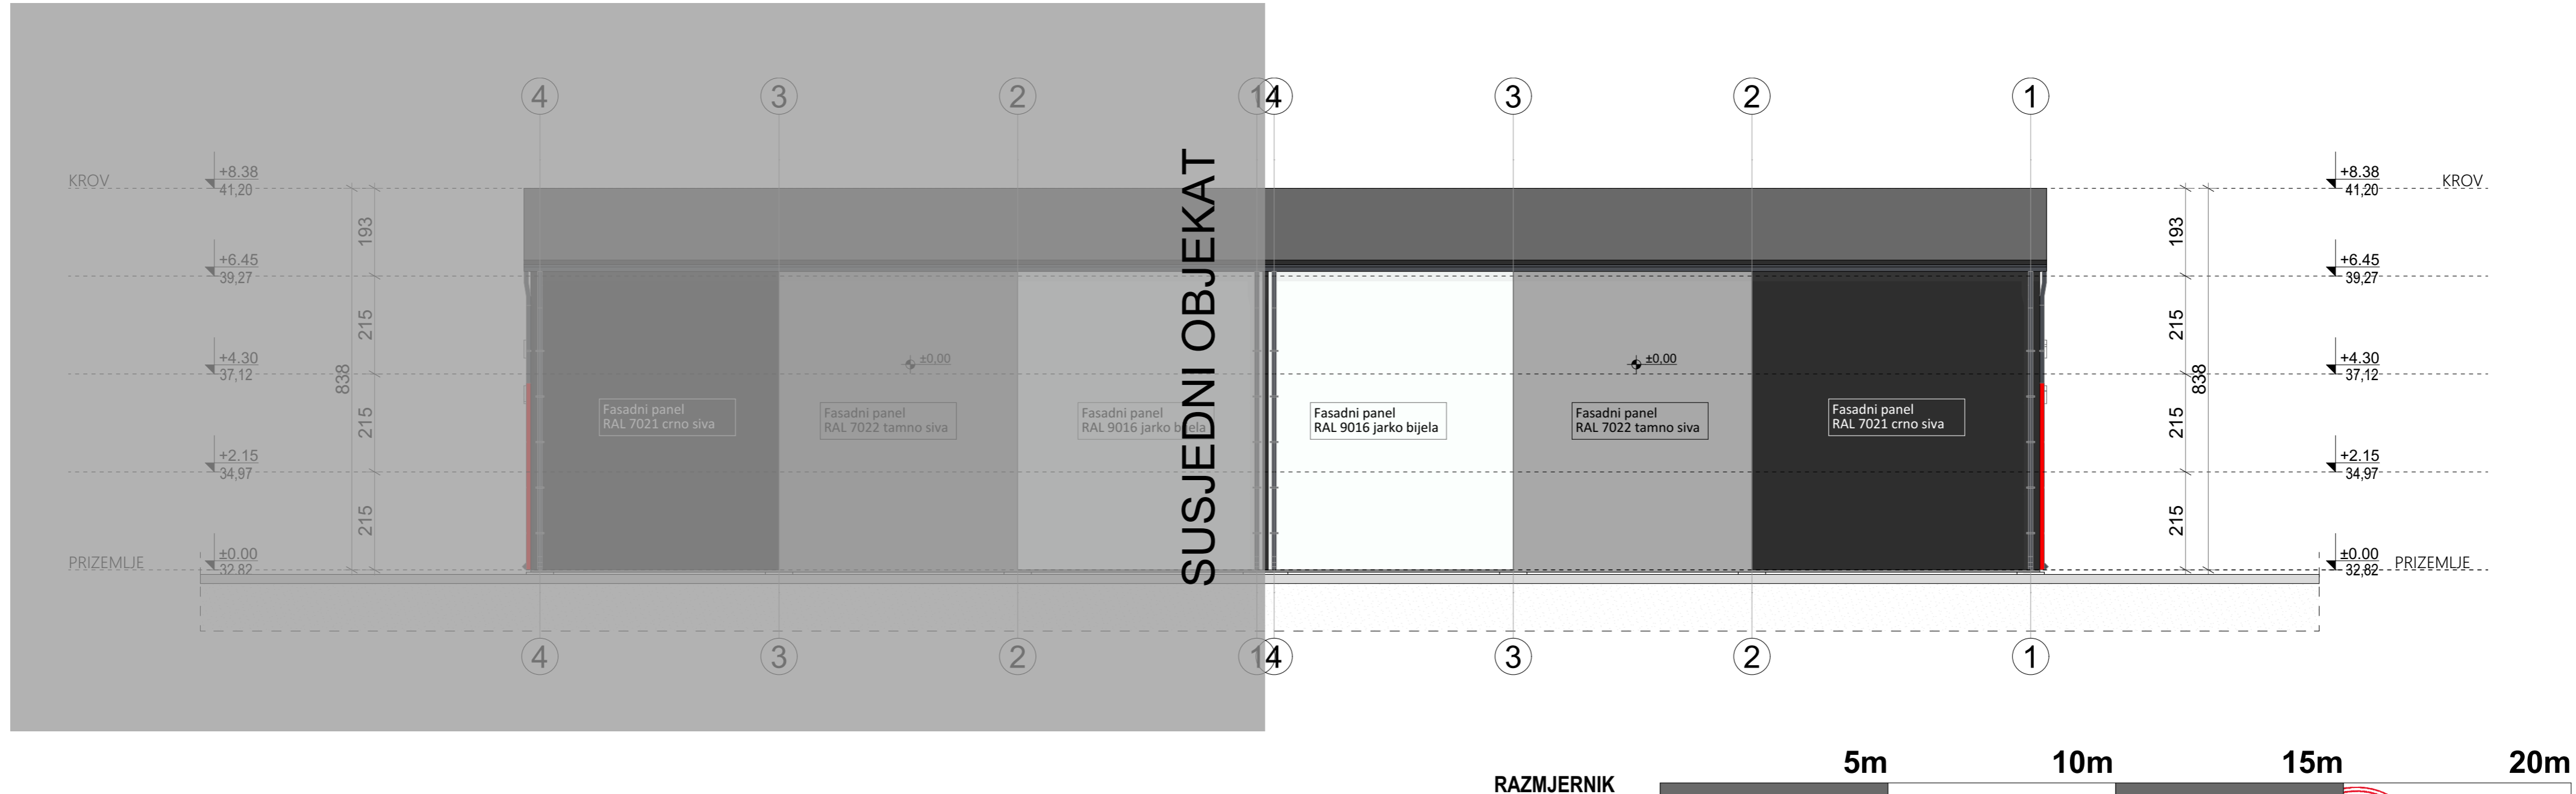 4 3 2 1 4 3 2 1
KROV
+8.38
41,20
193
+6.45
39,27
215
+4.30
37,12
838
215
+2.15
34,97
215
PRIZEMLJE
±0.00
32,82
±0,00
Fasadni panel
RAL 7021 crno siva
Fasadni panel
RAL 7022 tamno siva
Fasadni panel
RAL 9016 jarko bijela
SUSJEDNI OBJEKAT
Fasadni panel
RAL 9016 jarko bijela
±0,00
Fasadni panel
RAL 7022 tamno siva
Fasadni panel
RAL 7021 crno siva
KROV
+8.38
41,20
193
+6.45
39,27
215
+4.30
37,12
838
215
+2.15
34,97
215
±0.00
32,82
PRIZEMLJE
4 3 2 1 4 3 2 1
5m 10m 15m 20m
RAZMJERNIK